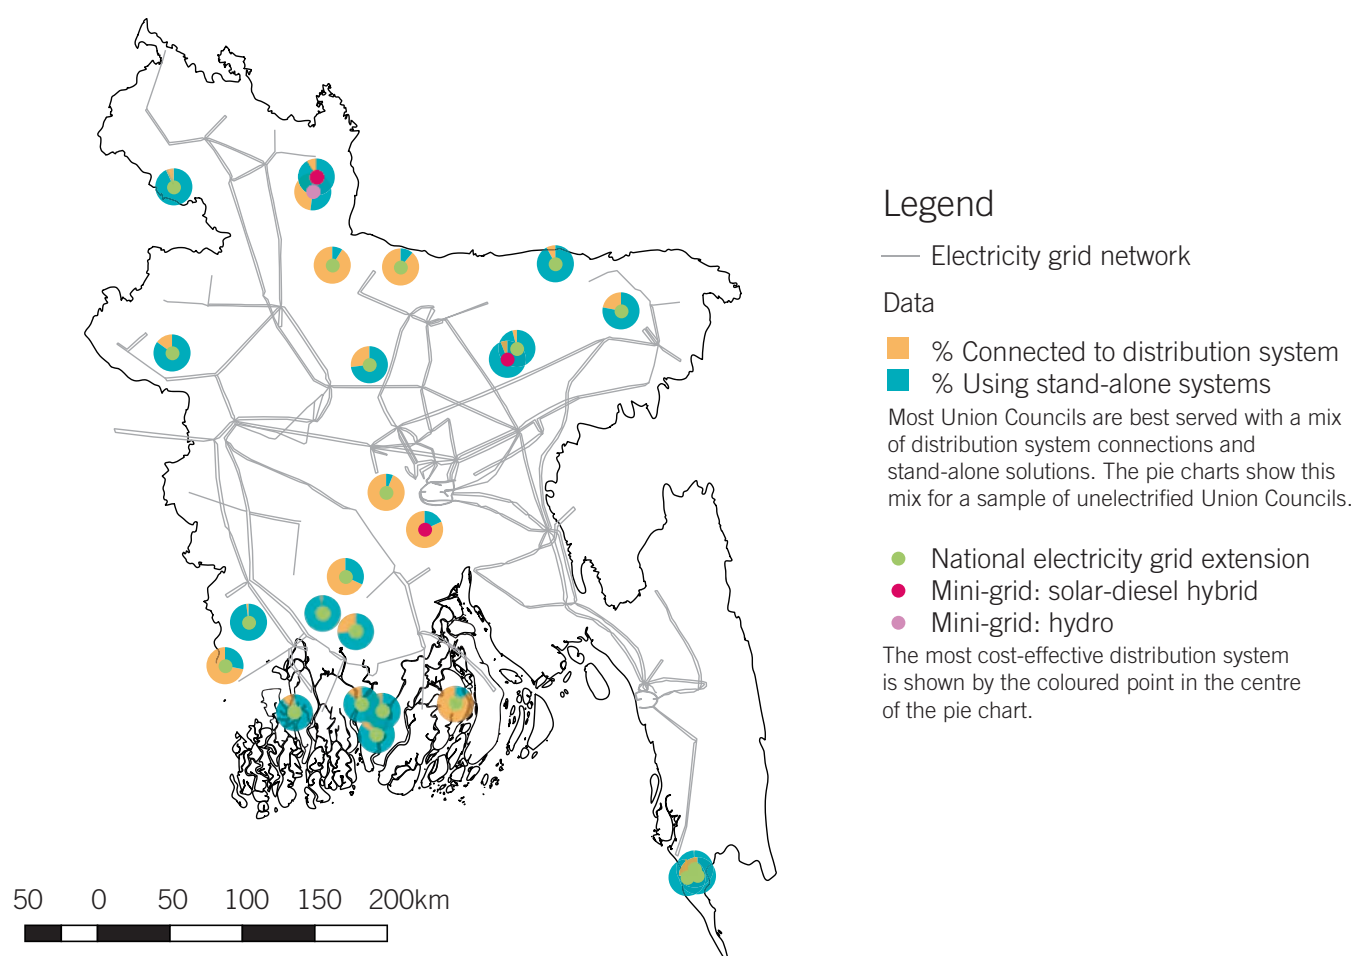 Legend
Electricity grid network
Data
% Connected to distribution system
% Using stand-alone systems
Most Union Councils are best served with a mix
of distribution system connections and
stand-alone solutions. The pie charts show this
mix for a sample of unelectrified Union Councils.
National electricity grid extension
Mini-grid: solar-diesel hybrid
Mini-grid: hydro
The most cost-effective distribution system
is shown by the coloured point in the centre
of the pie chart.
50 0 50 100 150 200km